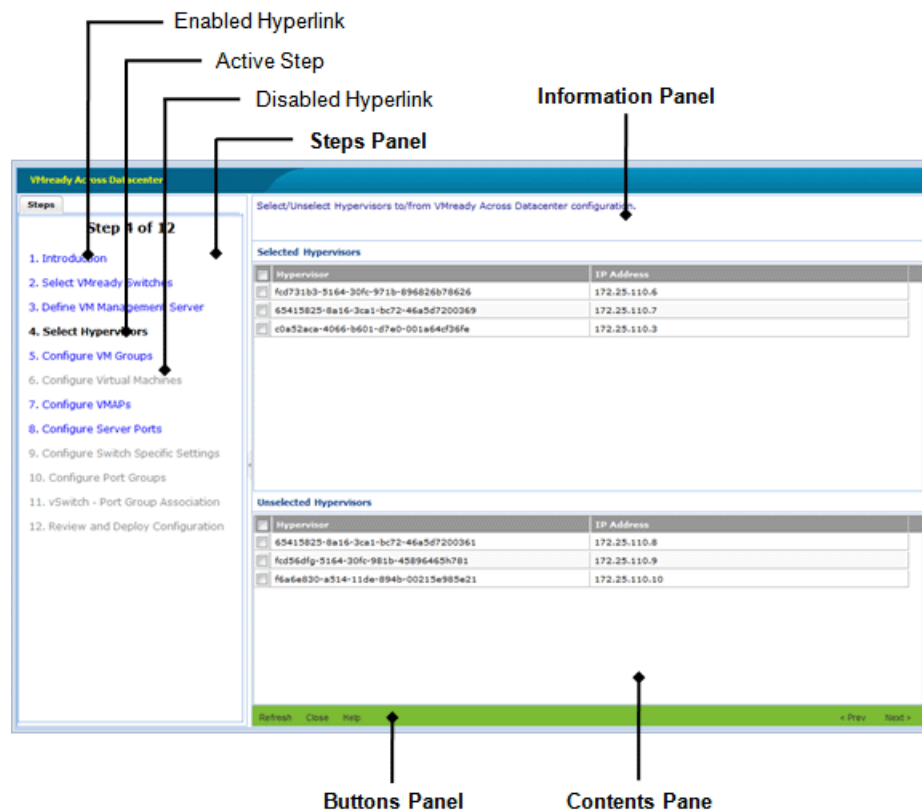 Enabled Hyperlink
Active Step
Disabled Hyperlink
Information Panel
Steps Panel
VMready Across Datacenter
Steps
Select/Unselect Hypervisors to/from VMready Across Datacenter configuration.
Step 4 of 12
1. Introduction
2. Select VMready Switches
3. Define VM Management Server
4. Select Hypervisors
5. Configure VM Groups
6. Configure Virtual Machines
7. Configure VMAPs
8. Configure Server Ports
9. Configure Switch Specific Settings
10. Configure Port Groups
11. vSwitch - Port Group Association
12. Review and Deploy Configuration
Selected Hypervisors
Hypervisor IP Address
fcd731b3-5164-30fc-971b-896826b78626 172.25.110.6
65415825-8a16-3ca1-bc72-46a5d7200369 172.25.110.7
c0a52aca-4066-b601-d7e0-001a64cf36fe 172.25.110.3
Unselected Hypervisors
Hypervisor IP Address
65415825-8a16-3ca1-bc72-46a5d7200361 172.25.110.8
fcd56dfg-5164-30fc-981b-45896465h781 172.25.110.9
f6a6e830-a514-11de-894b-00215e985e21 172.25.110.10
Refresh Close Help < Prev Next >
Buttons Panel
Contents Pane